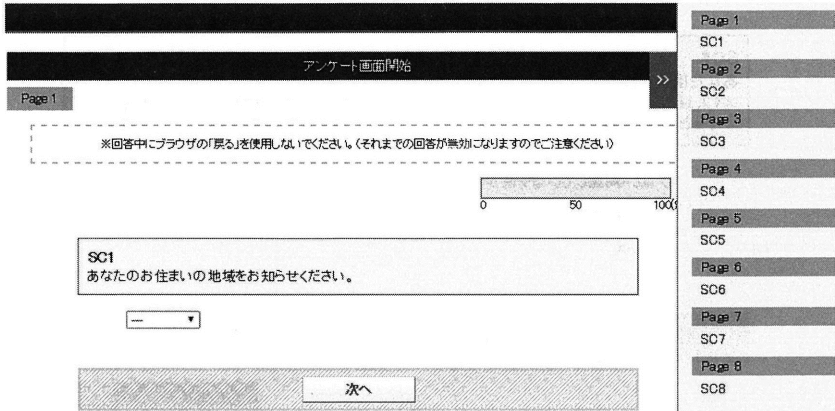 アンケート画面開始
>>
Page 1
※回答中にブラウザの「戻る」を使用しないでください。(それまでの回答が無効になりますのでご注意ください)
0 50 100(
SC1
あなたのお住まいの地域をお知らせください。
---
次へ
Page 1
SC1
Page 2
SC2
Page 3
SC3
Page 4
SC4
Page 5
SC5
Page 6
SC6
Page 7
SC7
Page 8
SC8